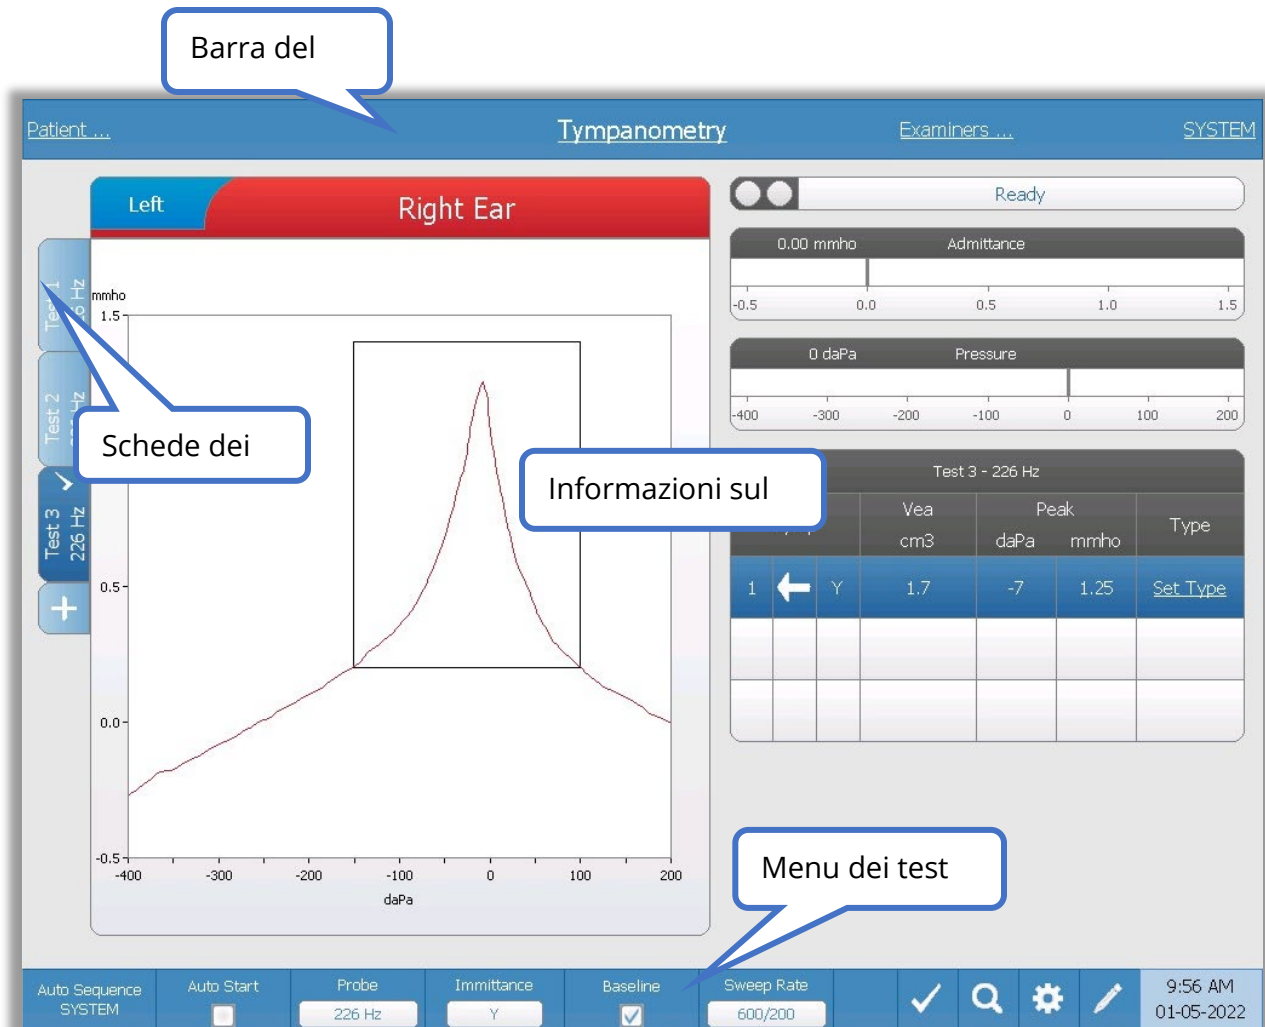 Barra del
Patient ...
Tympanometry
Examiners ...
SYSTEM
Left
Right Ear
Ready
0.00 mmho
Admittance
-0.5
0.0
0.5
1.0
1.5
0 daPa
Pressure
-400
-300
-200
-100
0
100
200
Test 1
Test 2
Test 3
226 Hz
Schede dei
mmho
1.5
0.5
0.0
-0.5
-400
-300
-200
-100
0
100
200
daPa
Informazioni sul
Test 3 - 226 Hz
Vea
cm3
Peak
daPa
mmho
Type
1
Y
1.7
-7
1.25
Set Type
Menu dei test
Auto Sequence
SYSTEM
Auto Start
Probe
226 Hz
Immittance
Y
Baseline
Sweep Rate
600/200
9:56 AM
01-05-2022